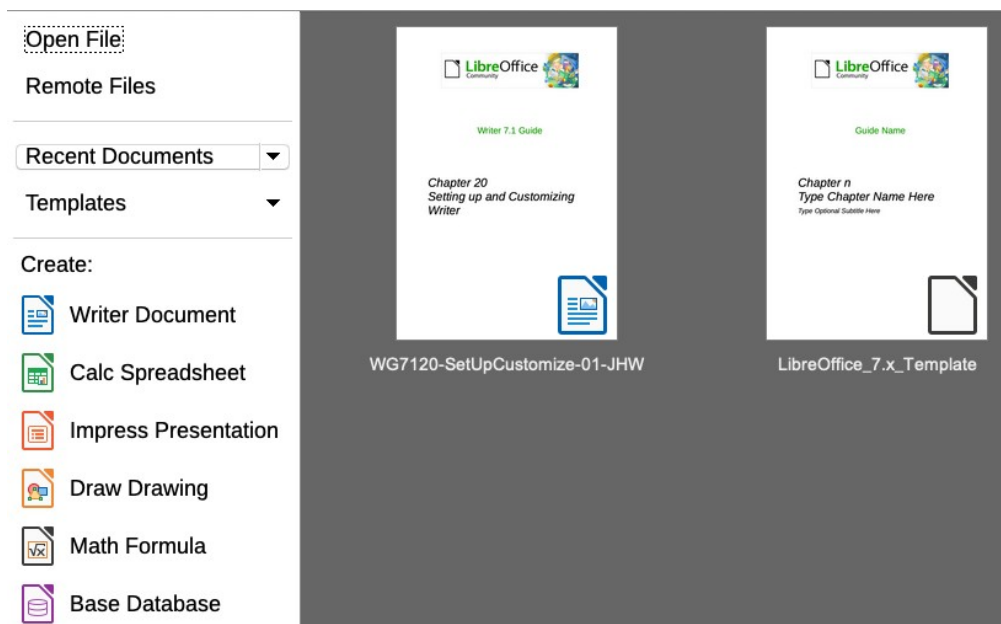 Open File
Remote Files
Recent Documents
Templates
Create:
Writer Document
Calc Spreadsheet
Impress Presentation
Draw Drawing
Math Formula
Base Database
LibreOffice
Community
Writer 7.1 Guide
Chapter 20
Setting up and Customizing
Writer
WG7120-SetUpCustomize-01-JHW
LibreOffice
Community
Guide Name
Chapter n
Type Chapter Name Here
Type Optional Subtitle Here
LibreOffice_7.x_Template